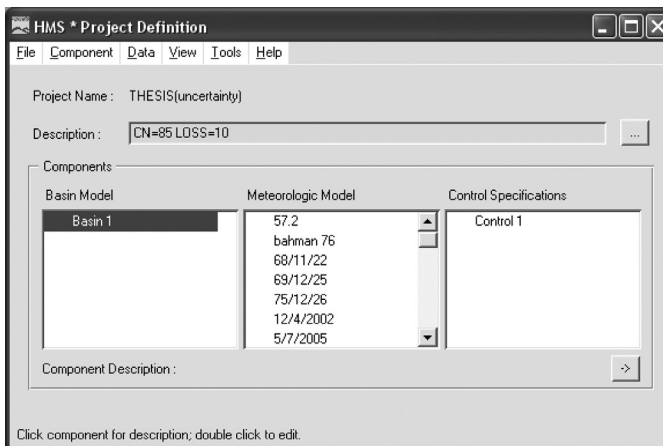 HMS * Project Definition
File Component Data View Tools Help
Project Name : THESIS(uncertainty)
Description : CN=85 LOSS=10 ...
Components
Basin Model Meteorologic Model Control Specifications
Basin 1 57.2 Control 1
bahman 76
68/11/22
69/12/25
75/12/26
12/4/2002
5/7/2005
Component Description : ->
Click component for description; double click to edit.